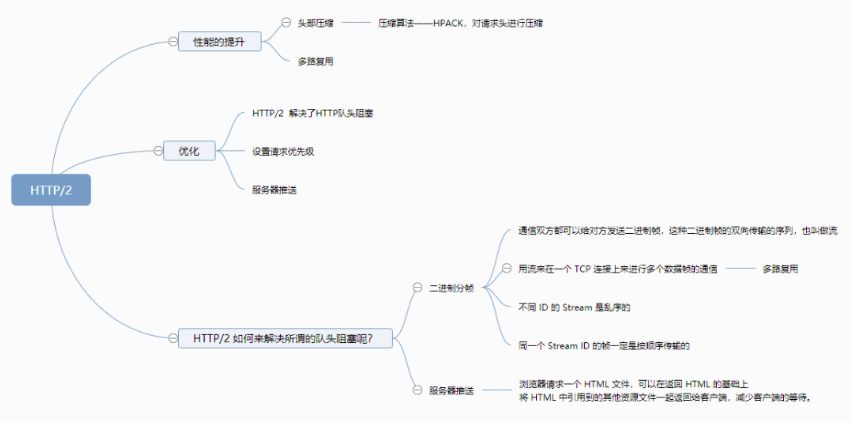 HTTP/2
性能的提升
头部压缩
压缩算法——HPACK，对请求头进行压缩
多路复用
优化
HTTP/2 解决了HTTP队头阻塞
设置请求优先级
服务器推送
HTTP/2 如何来解决所谓的队头阻塞呢?
二进制分帧
通信双方都可以给对方发送二进制帧，这种二进制帧的双向传输的序列，也叫做流
用流来在一个 TCP 连接上来进行多个数据帧的通信
多路复用
不同 ID 的 Stream 是乱序的
同一个 Stream ID 的帧一定是按顺序传输的
服务器推送
浏览器请求一个 HTML 文件，可以在返回 HTML 的基础上
将 HTML 中引用到的其他资源文件一起返回给客户端，减少客户端的等待。